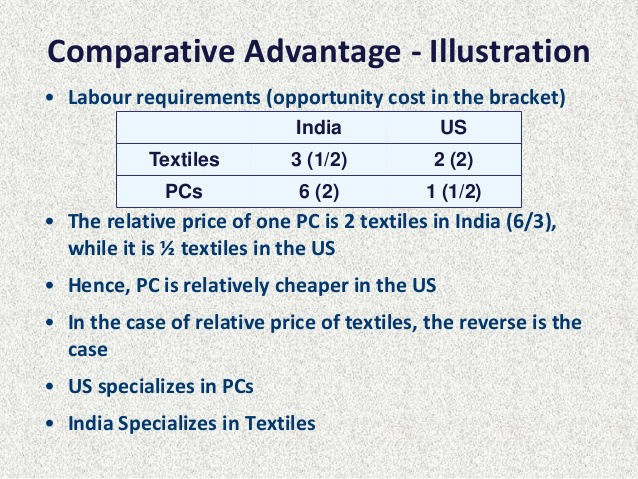 Comparative Advantage - Illustration
• Labour requirements (opportunity cost in the bracket)
India US
Textiles 3 (1/2) 2 (2)
PCs 6 (2) 1 (1/2)
• The relative price of one PC is 2 textiles in India (6/3),
while it is ½ textiles in the US
• Hence, PC is relatively cheaper in the US
• In the case of relative price of textiles, the reverse is the
case
• US specializes in PCs
• India Specializes in Textiles